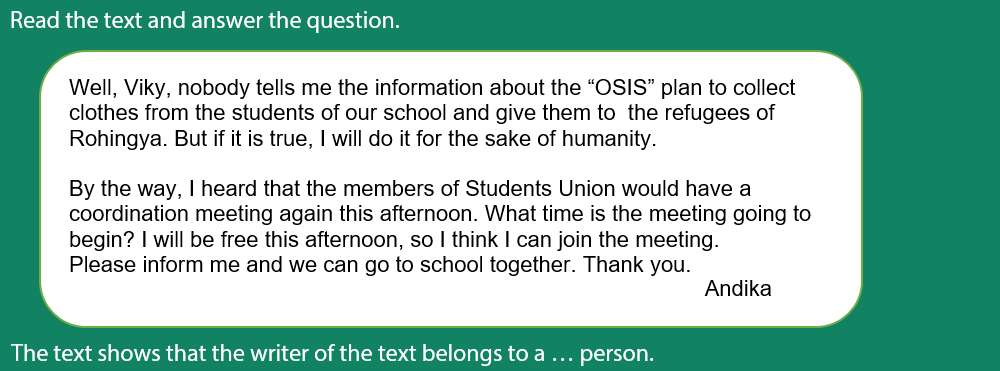 Read the text and answer the question.
Well, Viky, nobody tells me the information about the “OSIS” plan to collect
clothes from the students of our school and give them to  the refugees of
Rohingya. But if it is true, I will do it for the sake of humanity.
By the way, I heard that the members of Students Union would have a
coordination meeting again this afternoon. What time is the meeting going to
begin? I will be free this afternoon, so I think I can join the meeting.
Please inform me and we can go to school together. Thank you.
Andika
The text shows that the writer of the text belongs to a … person.